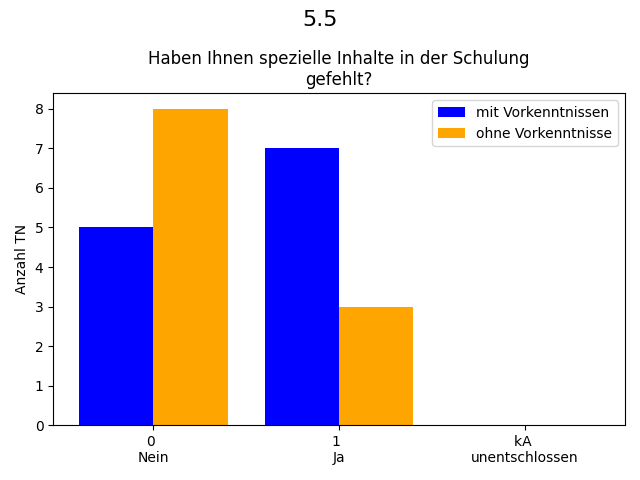 5.5
Haben Ihnen spezielle Inhalte in der Schulung
gefehlt?
mit Vorkenntnissen
ohne Vorkenntnisse
Anzahl TN
8
7
6
5
4
3
2
1
0
0 1 kA
Nein Ja unentschlossen